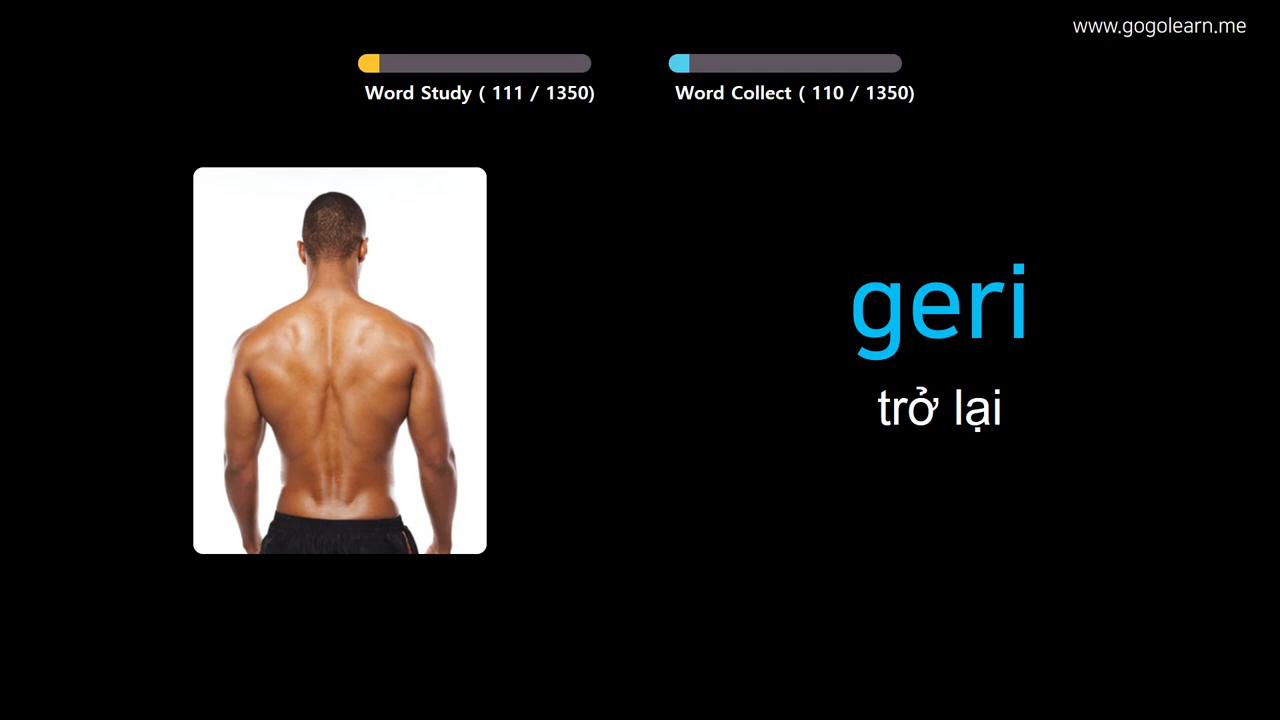 www.gogolearn.me
Word Study ( 111 / 1350)
Word Collect ( 110 / 1350)
geri
trở lại